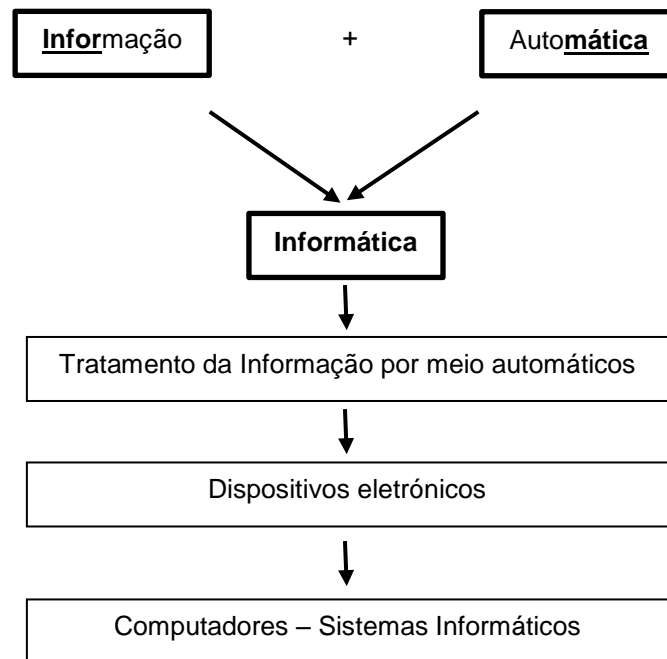 Informação + Automática
Informática
Tratamento da Informação por meio automáticos
Dispositivos eletrónicos
Computadores – Sistemas Informáticos